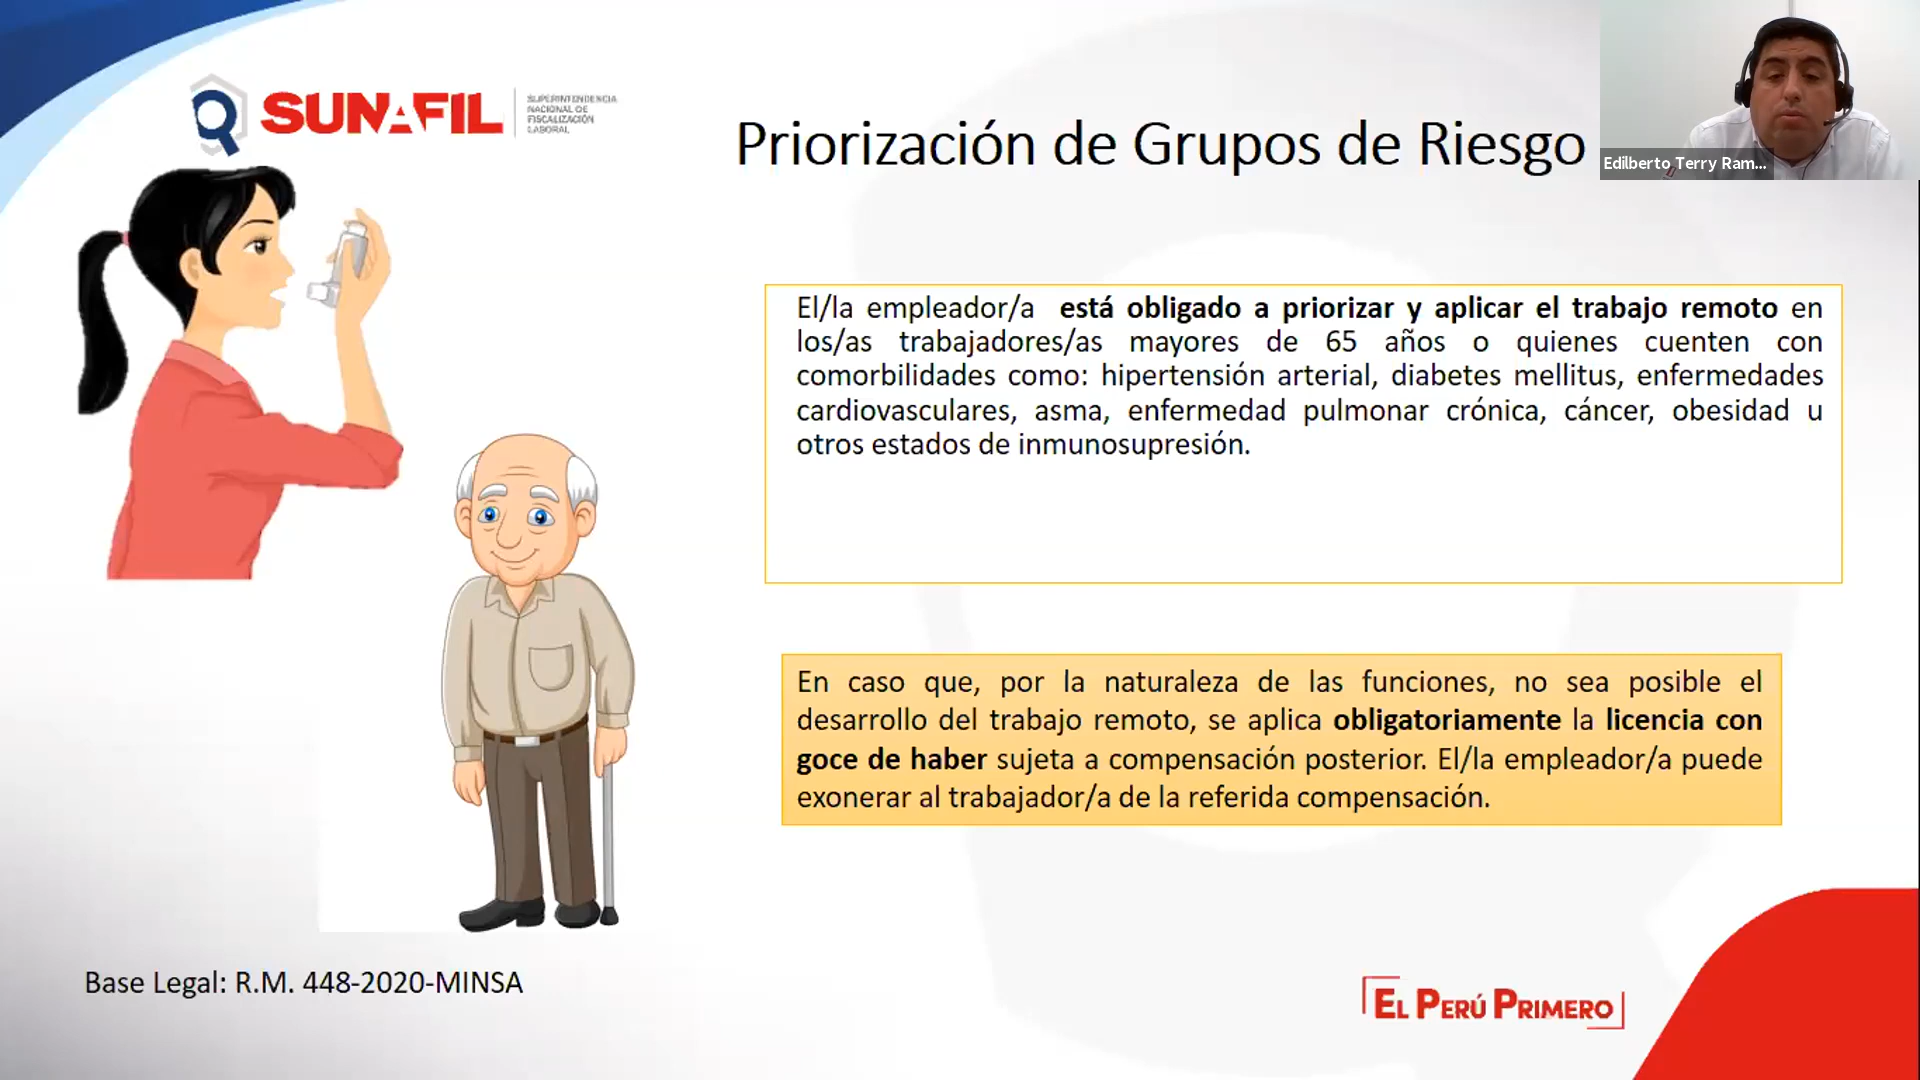 SUNAFIL
SUPERINTENDENCIA
NACIONAL DE
FISCALIZACIÓN
LABORAL
Priorización de Grupos de Riesgo
Edilberto Terry Ram...
El/la empleador/a está obligado a priorizar y aplicar el trabajo remoto en
los/as trabajadores/as mayores de 65 años o quienes cuenten con
comorbilidades como: hipertensión arterial, diabetes mellitus, enfermedades
cardiovasculares, asma, enfermedad pulmonar crónica, cáncer, obesidad u
otros estados de inmunosupresión.
En caso que, por la naturaleza de las funciones, no sea posible el
desarrollo del trabajo remoto, se aplica obligatoriamente la licencia con
goce de haber sujeta a compensación posterior. El/la empleador/a puede
exonerar al trabajador/a de la referida compensación.
Base Legal: R.M. 448-2020-MINSA
EL PERÚ PRIMERO